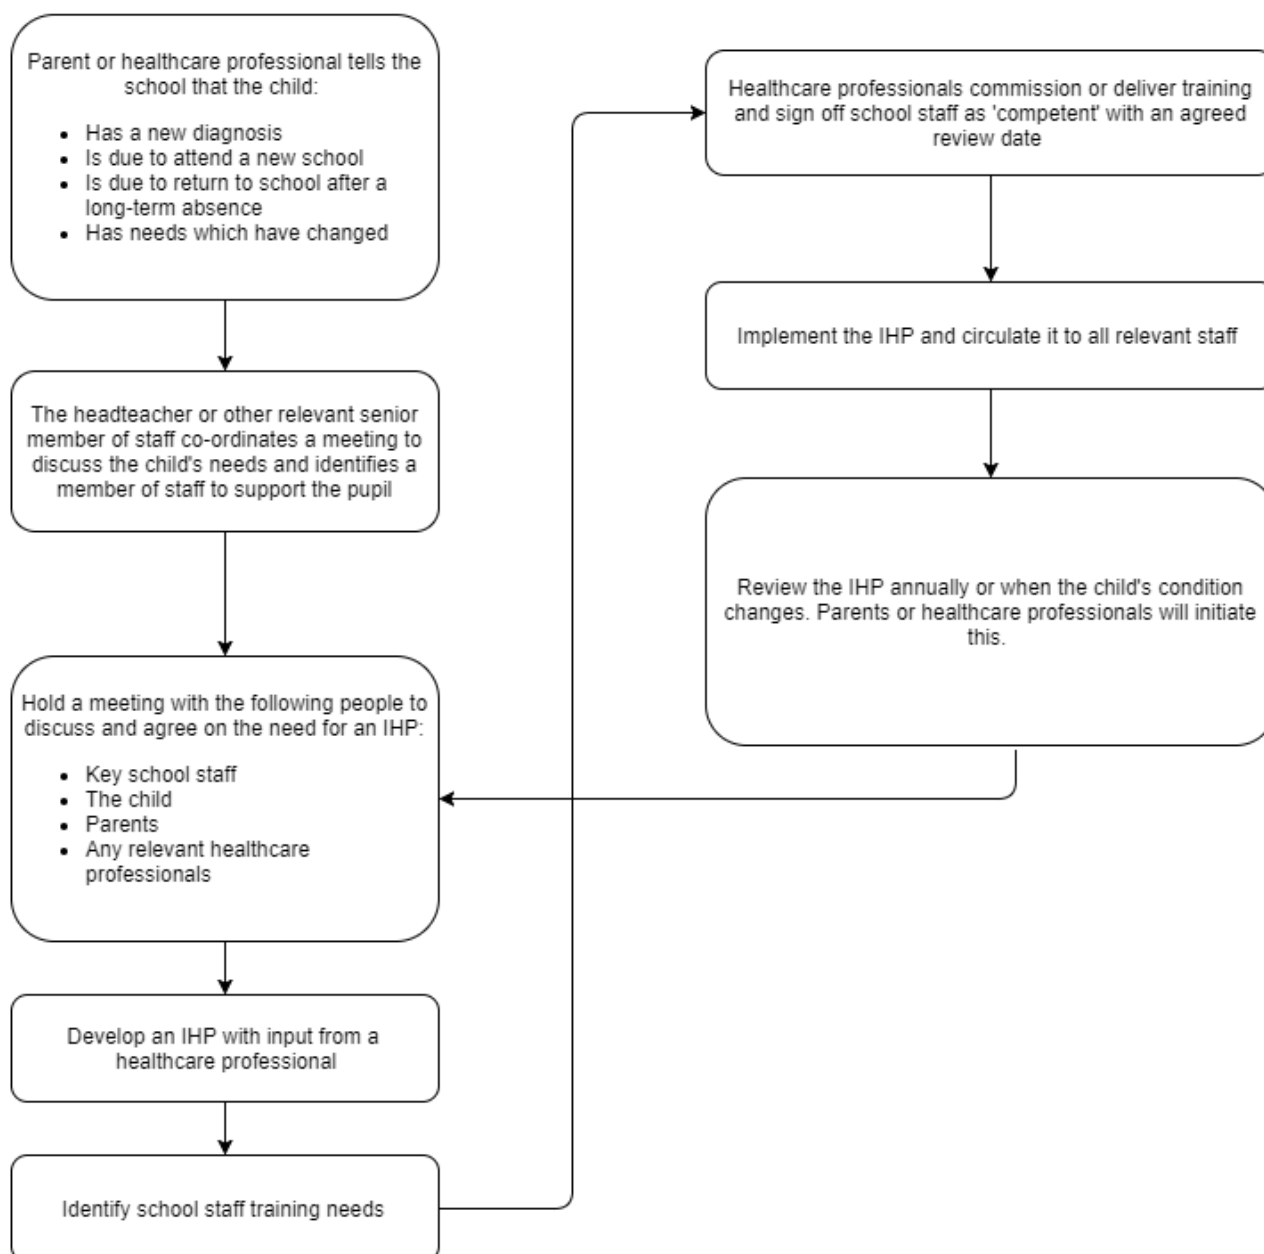 Parent or healthcare professional tells the
school that the child:
• Has a new diagnosis
• Is due to attend a new school
• Is due to return to school after a
long-term absence
• Has needs which have changed
The headteacher or other relevant senior
member of staff co-ordinates a meeting to
discuss the child's needs and identifies a
member of staff to support the pupil
Hold a meeting with the following people to
discuss and agree on the need for an IHP:
• Key school staff
• The child
• Parents
• Any relevant healthcare
professionals
Develop an IHP with input from a
healthcare professional
Identify school staff training needs
Healthcare professionals commission or deliver training
and sign off school staff as 'competent' with an agreed
review date
Implement the IHP and circulate it to all relevant staff
Review the IHP annually or when the child's condition
changes. Parents or healthcare professionals will initiate
this.